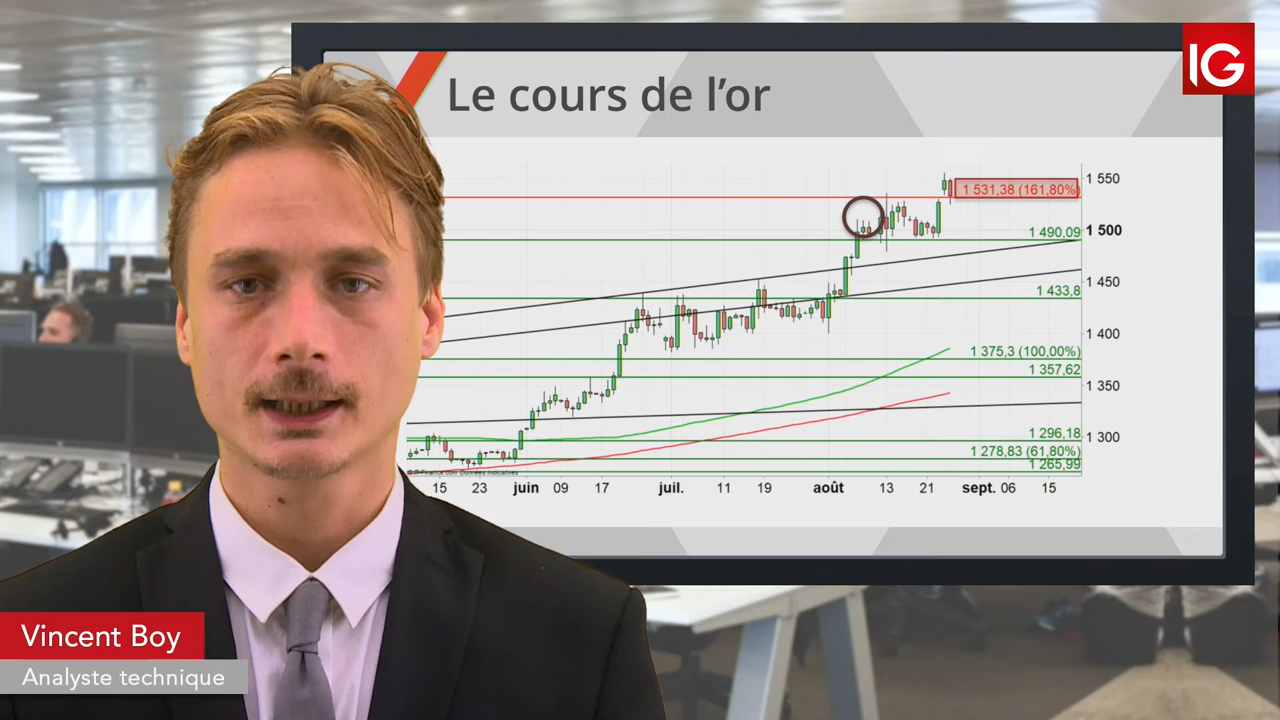 IG
Le cours de l’or
1 550
1 531,38 (161,80%)
1 500
1 490,09
1 450
1 433,8
1 400
1 375,3 (100,00%)
1 357,62
1 350
1 300
1 296,18
1 278,83 (61,80%)
1 265,99
15 23 juin 09 17 juil. 11 19 août 13 21 sept. 06 15
Vincent Boy
Analyste technique